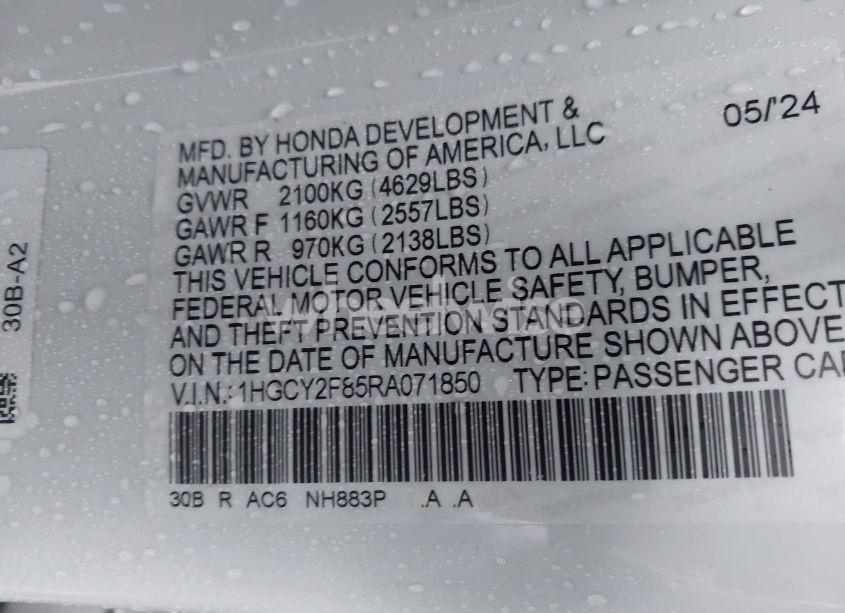 05/'24
MFD. BY HONDA DEVELOPMENT &
MANUFACTURING OF AMERICA, LLC
GVWR 2100KG (4629LBS)
GAWR F 1160KG (2557LBS)
GAWR R 970KG (2138LBS)
THIS VEHICLE CONFORMS TO ALL APPLICABLE
FEDERAL MOTOR VEHICLE SAFETY, BUMPER,
AND THEFT PREVENTION STANDARDS IN EFFECT
ON THE DATE OF MANUFACTURE SHOWN ABOVE
V.I.N.: 1HGCY2F85RA071850 TYPE: PASSENGER CAR
30B R AC6 NH883P .A .A
30B-A2